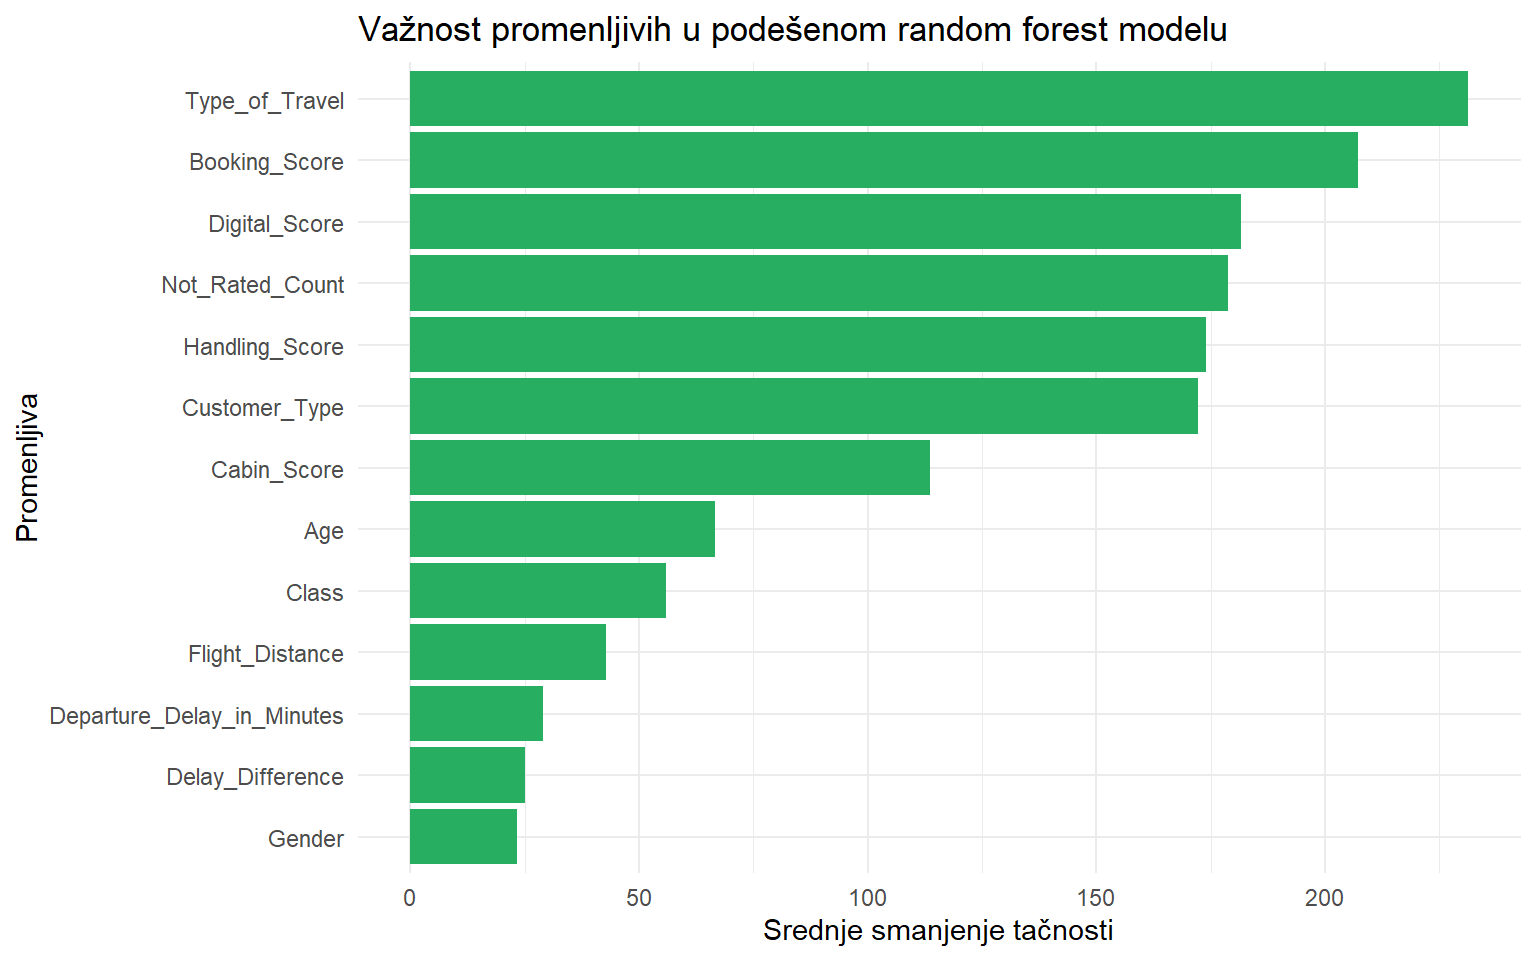 Važnost promenljivih u podešenom random forest modelu
Promenljiva
Type_of_Travel
Booking_Score
Digital_Score
Not_Rated_Count
Handling_Score
Customer_Type
Cabin_Score
Age
Class
Flight_Distance
Departure_Delay_in_Minutes
Delay_Difference
Gender
0 50 100 150 200
Srednje smanjenje tačnosti